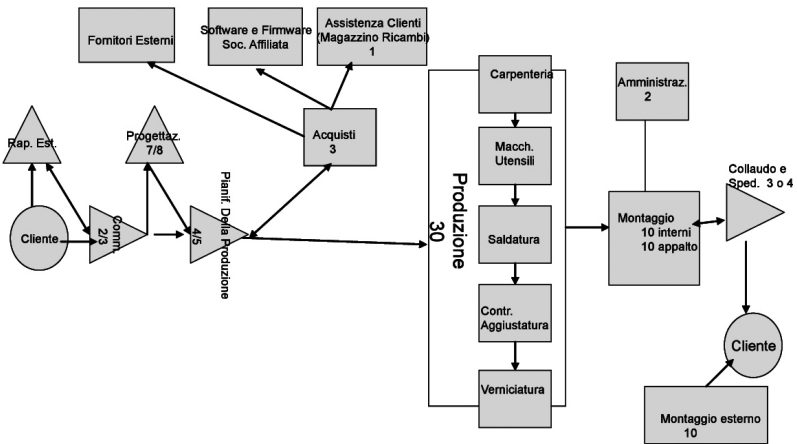 Fornitori Esterni
Software e Firmware
Soc. Affiliata
Assistenza Clienti
(Magazzino Ricambi)
1
Rap. Est.
Progettaz.
7/8
Acquisti
3
Cliente
Comm.
2/3
4/5
Pianif. Della Produzione
Produzione
30
Carpenteria
Macch.
Utensili
Saldatura
Contr.
Aggiustatura
Verniciatura
Amministraz.
2
Montaggio
10 interni
10 appalto
Collaudo e
Sped. 3 o 4
Cliente
Montaggio esterno
10